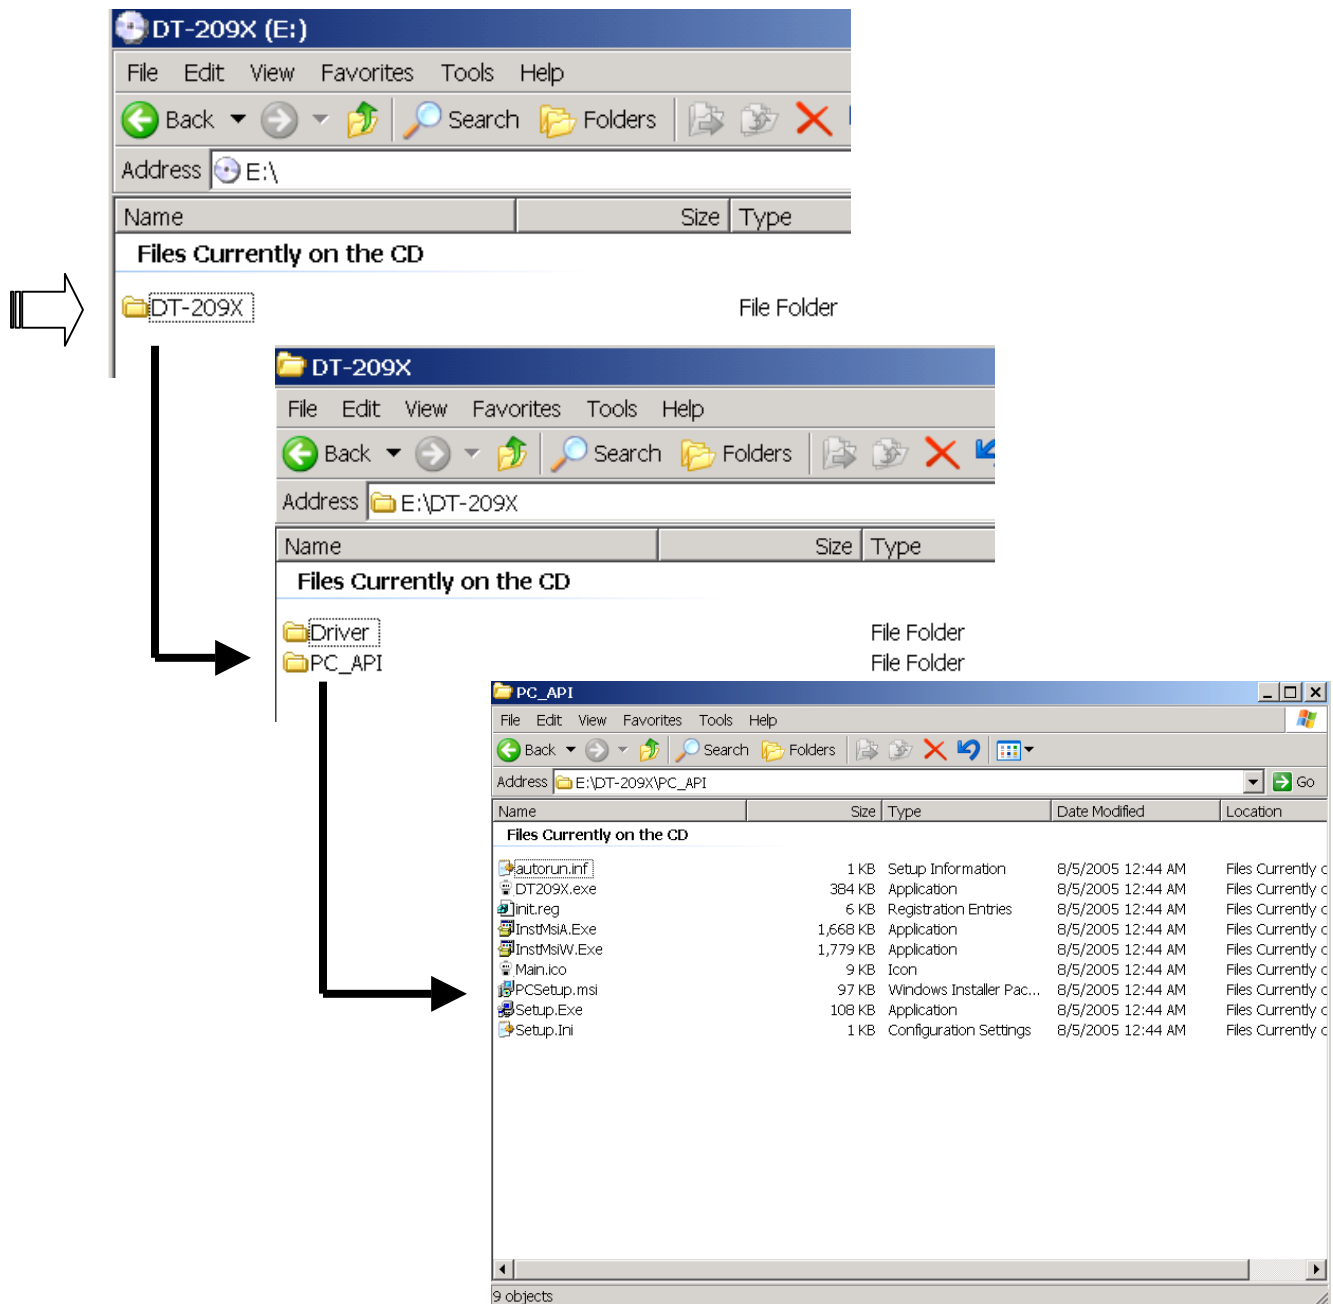 DT-209X (E:)
File Edit View Favorites Tools Help
Back Search Folders
Address E:\
Name Size Type
Files Currently on the CD
DT-209X File Folder
DT-209X
File Edit View Favorites Tools Help
Back Search Folders
Address E:\DT-209X
Name Size Type
Files Currently on the CD
Driver File Folder
PC_API File Folder
PC_API
File Edit View Favorites Tools Help
Back Search Folders
Address E:\DT-209X\PC_API Go
Name Size Type Date Modified Location
Files Currently on the CD
autorun.inf 1 KB Setup Information 8/5/2005 12:44 AM Files Currently o
DT209X.exe 384 KB Application 8/5/2005 12:44 AM Files Currently o
init.reg 6 KB Registration Entries 8/5/2005 12:44 AM Files Currently o
InstMsiA.Exe 1,668 KB Application 8/5/2005 12:44 AM Files Currently o
InstMsiW.Exe 1,779 KB Application 8/5/2005 12:44 AM Files Currently o
Main.ico 9 KB Icon 8/5/2005 12:44 AM Files Currently o
PCSetup.msi 97 KB Windows Installer Pac... 8/5/2005 12:44 AM Files Currently o
Setup.Exe 108 KB Application 8/5/2005 12:44 AM Files Currently o
Setup.Ini 1 KB Configuration Settings 8/5/2005 12:44 AM Files Currently o
9 objects